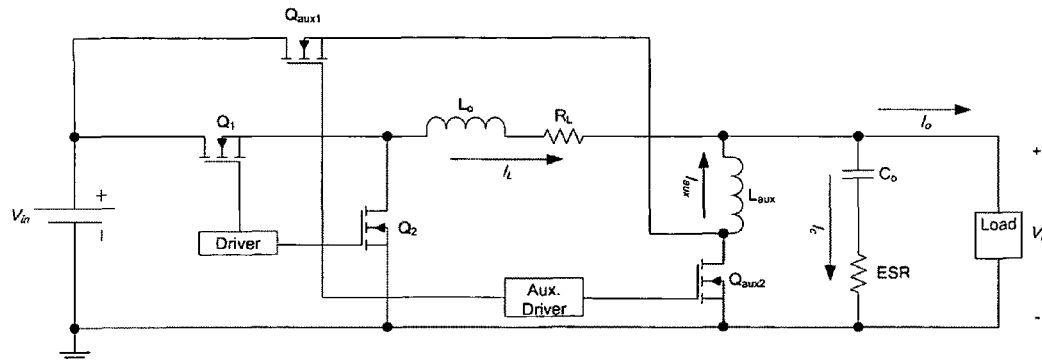 Qaux1
Q1
Lo
RL
Io
+
IL
Iaux
Laux
Co
Ic
Vin
+
I
Driver
Q2
Aux.
Driver
Qaux2
ESR
Load
-